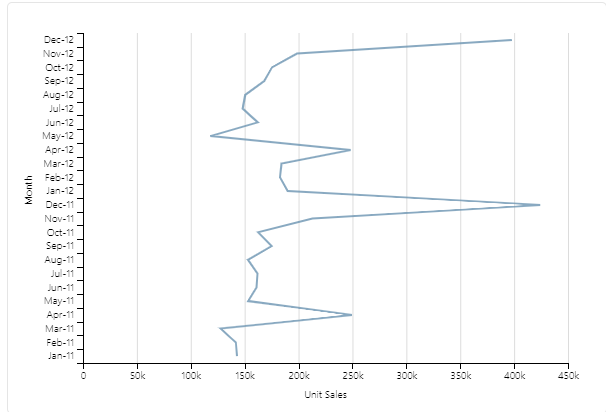 Dec-12
Nov-12
Oct-12
Sep-12
Aug-12
Jul-12
Jun-12
May-12
Apr-12
Mar-12
Feb-12
Jan-12
Dec-11
Nov-11
Oct-11
Sep-11
Aug-11
Jul-11
Jun-11
May-11
Apr-11
Mar-11
Feb-11
Jan-11
Month
0 50k 100k 150k 200k 250k 300k 350k 400k 450k
Unit Sales